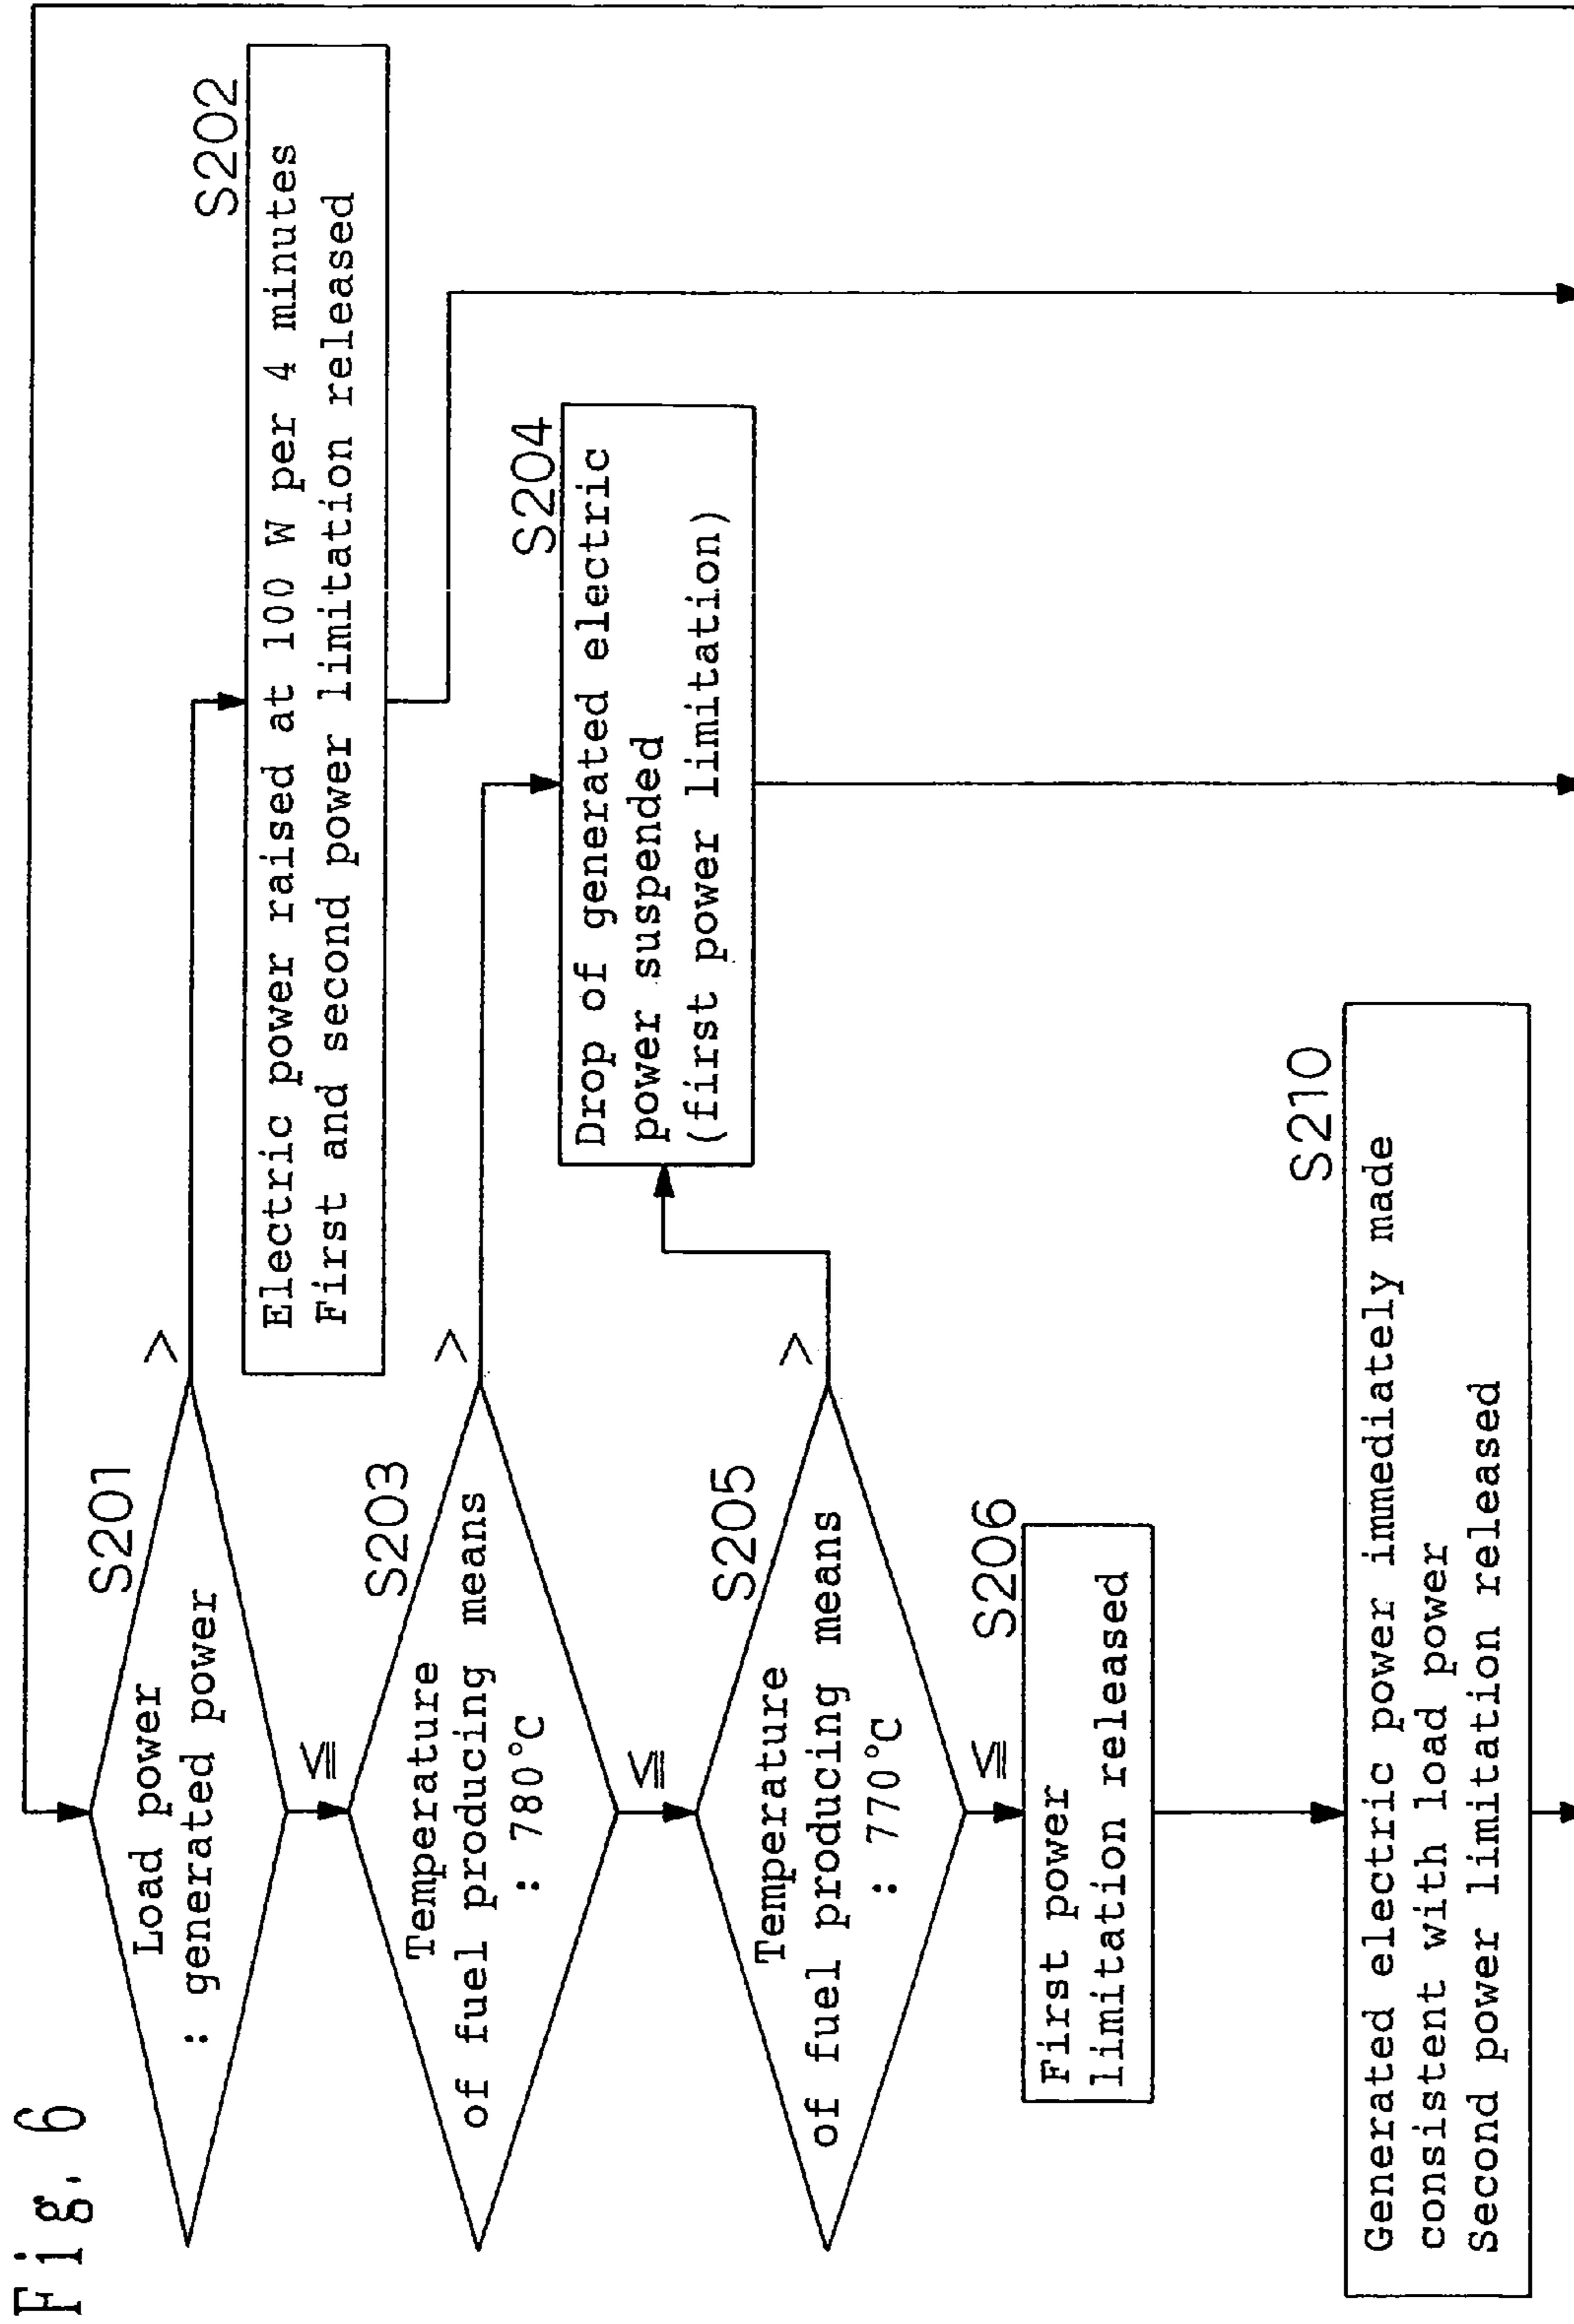 Fig. 6
S201
Load power
: generated power
>
≦
S202
Electric power raised at 100 W per 4 minutes
First and second power limitation released
S203
Temperature
of fuel producing means
: 780°C
>
≦
S204
Drop of generated electric
power suspended
(first power limitation)
S205
Temperature
of fuel producing means
: 770°C
>
≦
S206
First power
limitation released
S210
Generated electric power immediately made
consistent with load power
Second power limitation released